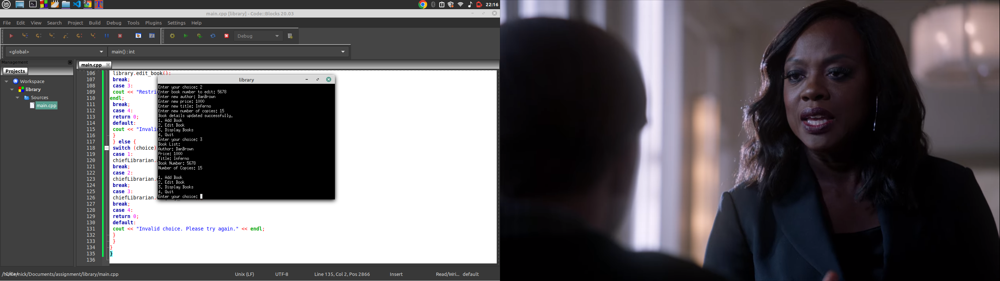 22:16
main.cpp [library] - Code::Blocks 20.03
File Edit View Search Project Build Debug Tools Plugins Settings Help
Debug
<global> main() : int
Management
Projects
Workspace
library
Sources
main.cpp
main.cpp
106 library.edit_book();
107 break;
108 case 3:
109 cout << "Restri
110 endl;
111 break;
112 case 4:
113 return 0;
114 default:
115 cout << "Invali
116 }
117 } else {
118 switch (choice)
119 case 1:
120 chiefLibrarian.
121 break;
122 case 2:
123 chiefLibrarian.
124 break;
125 case 3:
126 chiefLibrarian.
127 break;
128 case 4:
129 return 0;
130 default:
131 cout << "Invalid choice. Please try again." << endl;
132 }
133 }
134 }
135 }
136
library
Enter your choice: 2
Enter book number to edit: 5678
Enter new author: DanBrown
Enter new price: 1000
Enter new title: Inferno
Enter new number of copies: 15
Book details updated successfully.
1. Add Book
2. Edit Book
3. Display Books
4. Quit
Enter your choice: 3
Book List:
Author: DanBrown
Price: 1000
Title: Inferno
Book Number: 5678
Number of Copies: 15
1. Add Book
2. Edit Book
3. Display Books
4. Quit
Enter your choice:
/home/nick/Documents/assignment/library/main.cpp Unix (LF) UTF-8 Line 135, Col 2, Pos 2866 Insert Read/Wri... default